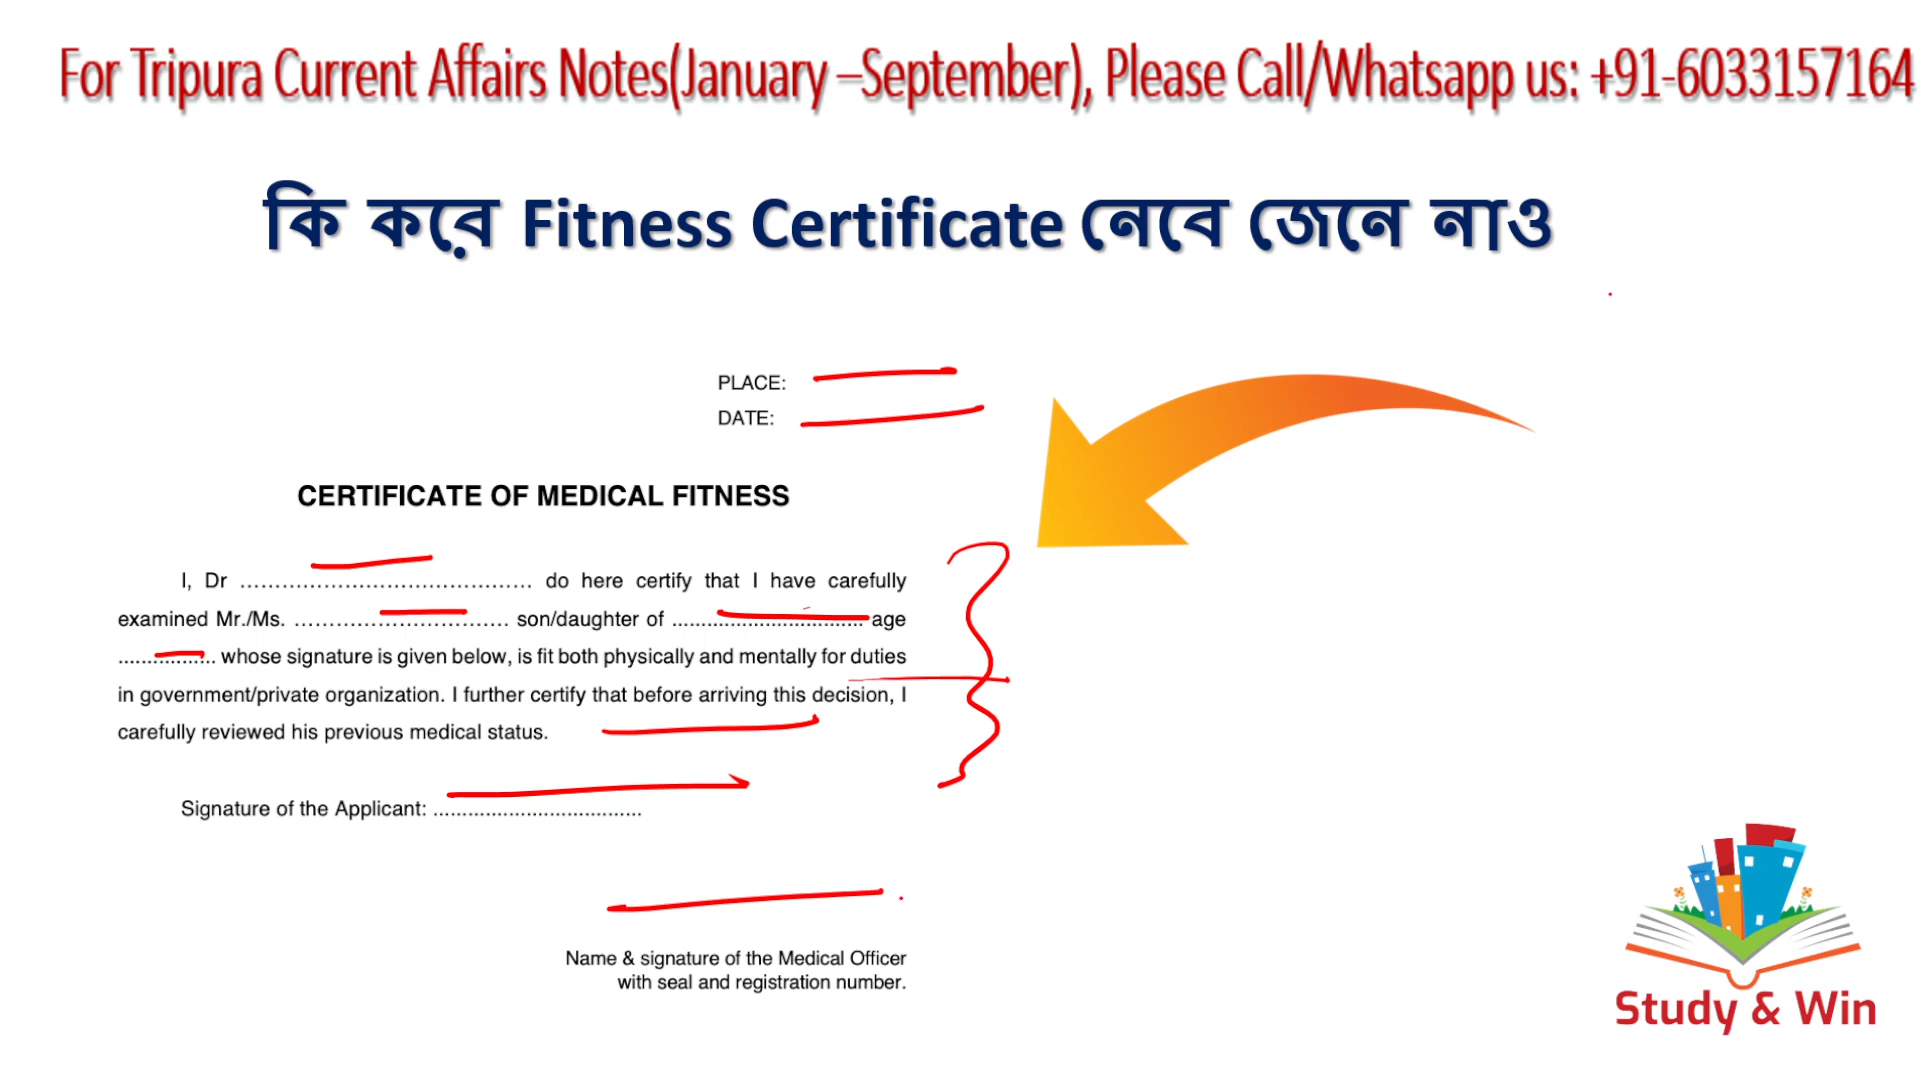 For Tripura Current Affairs Notes(January –September), Please Call/Whatsapp us: +91-6033157164
কি করে Fitness Certificate নেবে জেনে নাও
PLACE:
DATE:
CERTIFICATE OF MEDICAL FITNESS
I, Dr .......................................... do here certify that I have carefully
examined Mr./Ms. ............................... son/daughter of ................................. age
................. whose signature is given below, is fit both physically and mentally for duties
in government/private organization. I further certify that before arriving this decision, I
carefully reviewed his previous medical status.
Signature of the Applicant: ....................................
Name & signature of the Medical Officer
with seal and registration number.
Study & Win